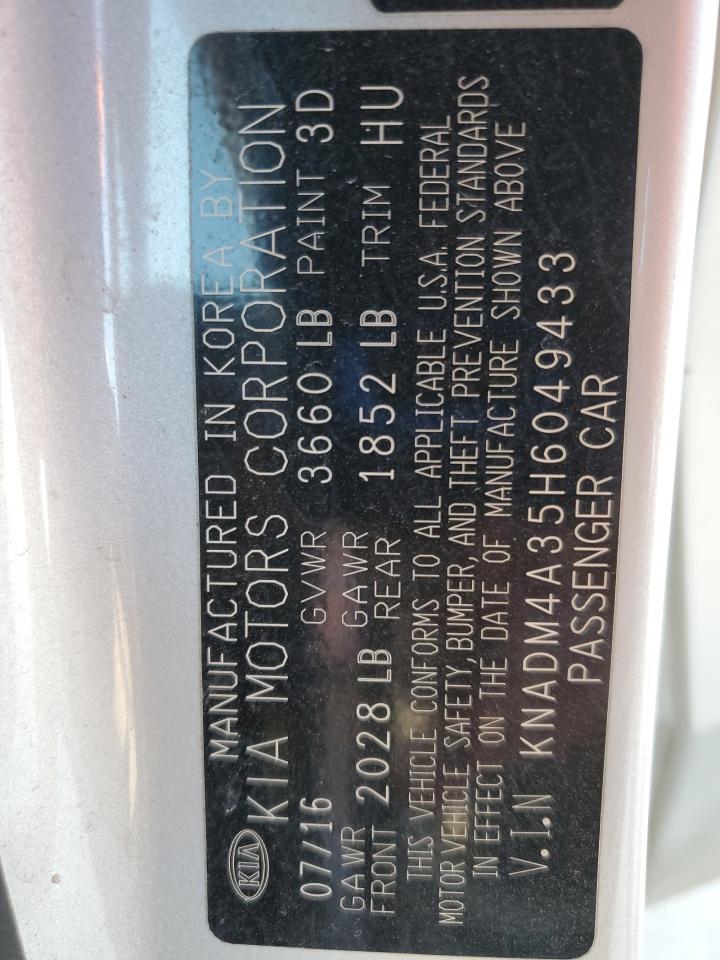 MANUFACTURED IN KOREA BY
KIA KIA MOTORS CORPORATION
07/16 GVWR 3660 LB PAINT 3D
GAWR FRONT 2028 LB GAWR REAR 1852 LB TRIM HU
THIS VEHICLE CONFORMS TO ALL APPLICABLE U.S.A. FEDERAL
MOTOR VEHICLE SAFETY, BUMPER, AND THEFT PREVENTION STANDARDS
IN EFFECT ON THE DATE OF MANUFACTURE SHOWN ABOVE
V.I.N KNADM4A35H6049433
PASSENGER CAR